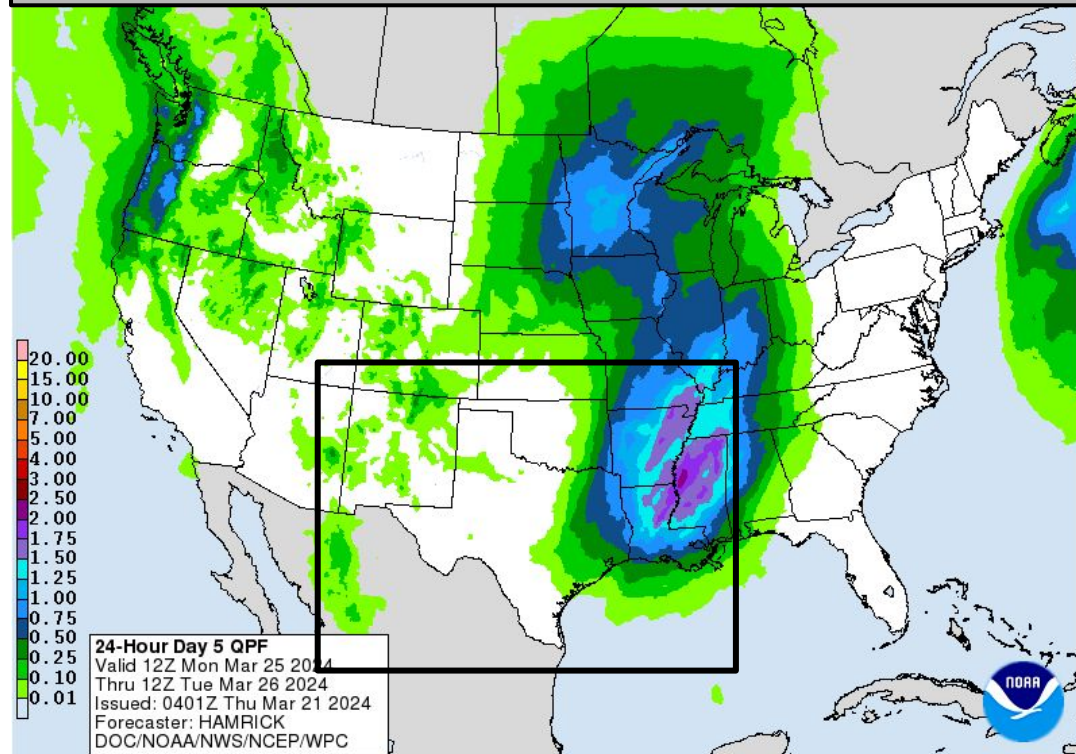 20.00
15.00
10.00
7.00
5.00
4.00
3.00
2.50
2.00
1.75
1.50
1.25
1.00
0.75
0.50
0.25
0.10
0.01
24-Hour Day 5 QPF
Valid 12Z Mon Mar 25 2024
Thru 12Z Tue Mar 26 2024
Issued: 0401Z Thu Mar 21 2024
Forecaster: HAMRICK
DOC/NOAA/NWS/NCEP/WPC
NOAA